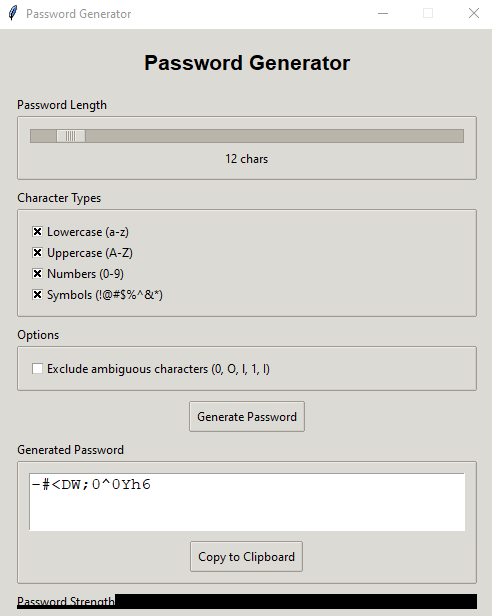 Password Generator
Password Generator
Password Length
12 chars
Character Types
Lowercase (a-z)
Uppercase (A-Z)
Numbers (0-9)
Symbols (!@#$%^&*)
Options
Exclude ambiguous characters (0, O, l, 1, I)
Generate Password
Generated Password
-#<DW;0^0Yh6
Copy to Clipboard
Password Strength